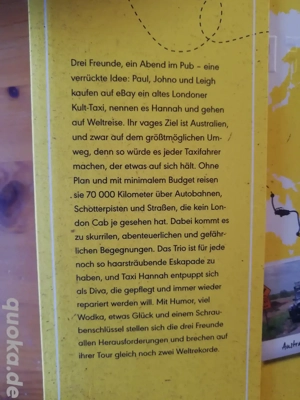 Drei Freunde, ein Abend im Pub – eine
verrückte Idee: Paul, Johno und Leigh
kaufen auf eBay ein altes Londoner
Kult-Taxi, nennen es Hannah und gehen
auf Weltreise. Ihr vages Ziel ist Australien,
und zwar auf dem größtmöglichen Um-
weg, denn so würde es jeder Taxifahrer
machen, der etwas auf sich hält. Ohne
Plan und mit minimalem Budget reisen
sie 70 000 Kilometer über Autobahnen,
Schotterpisten und Straßen, die kein Lon-
don Cab je gesehen hat. Dabei kommt es
zu skurrilen, abenteuerlichen und gefähr-
lichen Begegnungen. Das Trio ist für jede
noch so haarsträubende Eskapade zu
haben, und Taxi Hannah entpuppt sich
als Diva, die gepflegt und immer wieder
repariert werden will. Mit Humor, viel
Wodka, etwas Glück und einem Schrau-
benschlüssel stellen sich die drei Freunde
allen Herausforderungen und brechen auf
ihrer Tour gleich noch zwei Weltrekorde.
quoka.de